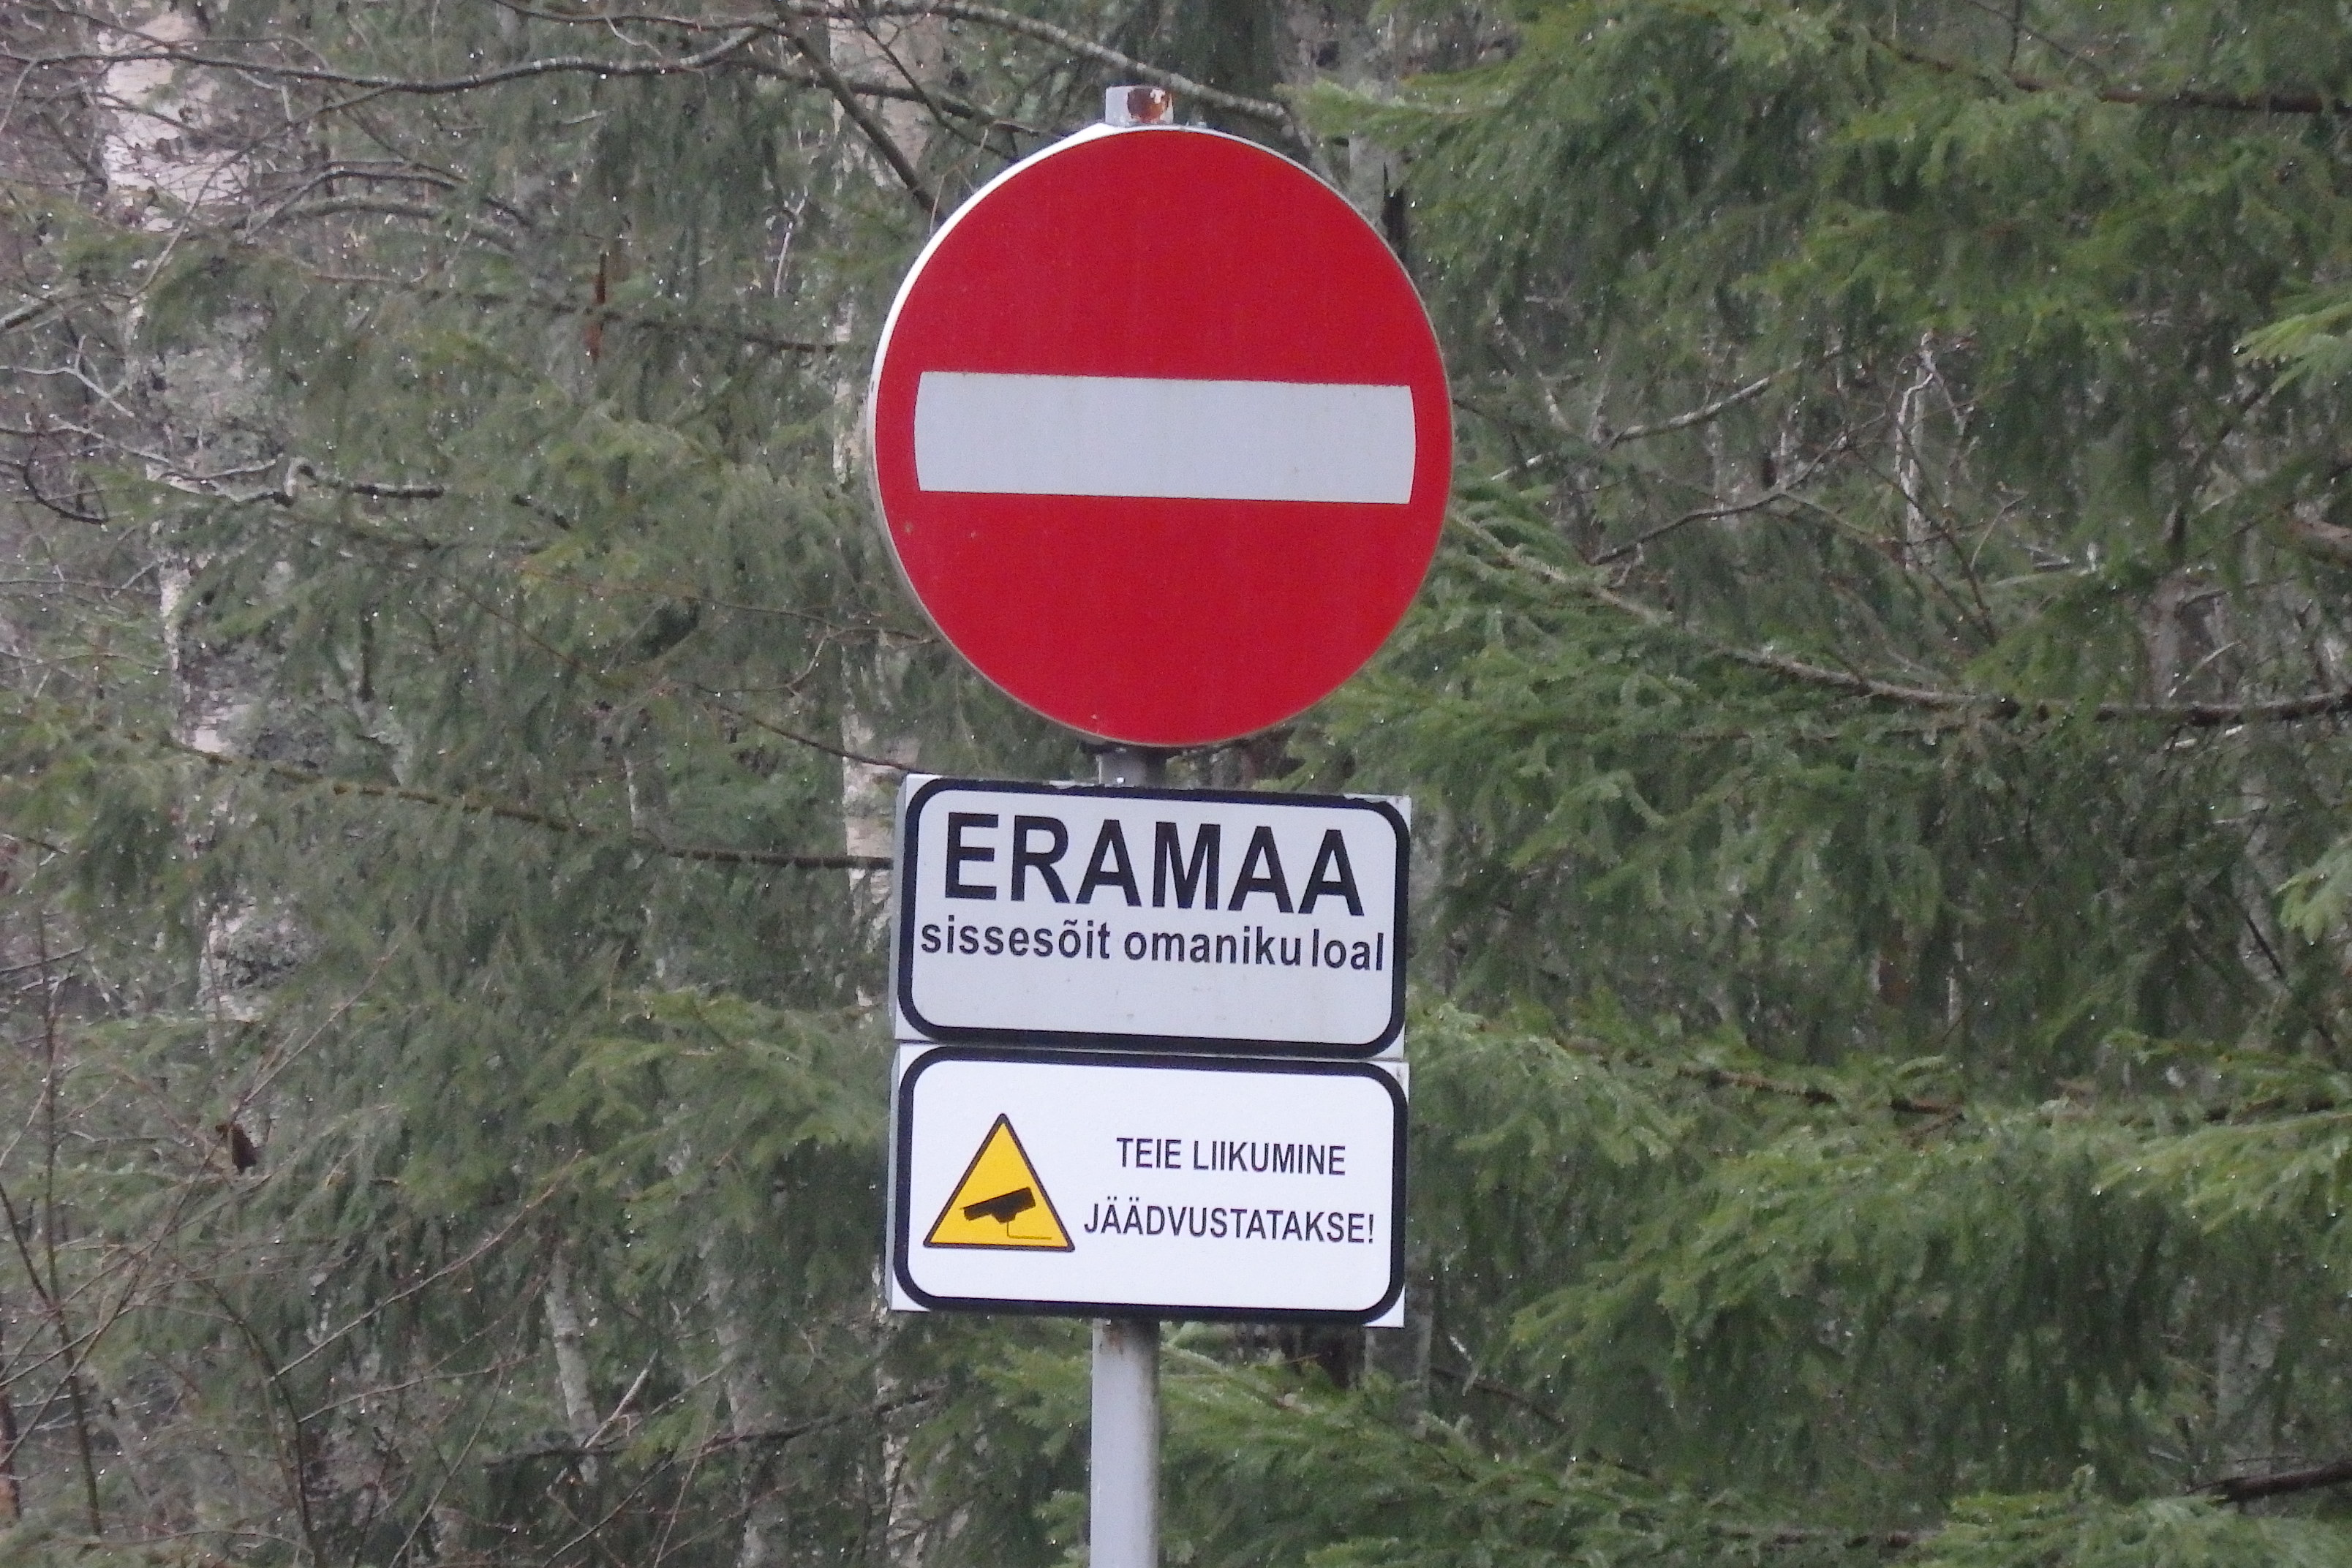 ERAMAA
sissesõit omaniku loal
TEIE LIIKUMINE
JÄÄDVUSTATAKSE!